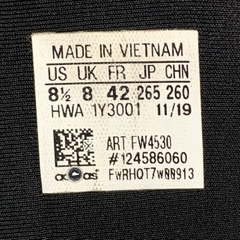 MADE IN VIETNAM
US UK FR JP CHN
8½ 8 42 265 260
HWA 1Y3001 11/19
ART FW4530
#124586060
FWRHQT7W88913